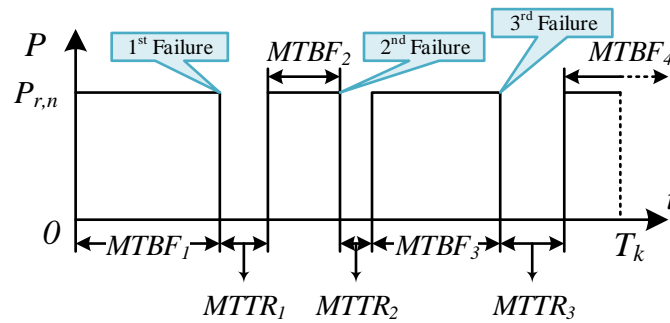 P
1st Failure
MTBF2
2nd Failure
3rd Failure
MTBF4
Pr,n
t
0
MTBF1
MTBF3
Tk
MTTR1
MTTR2
MTTR3